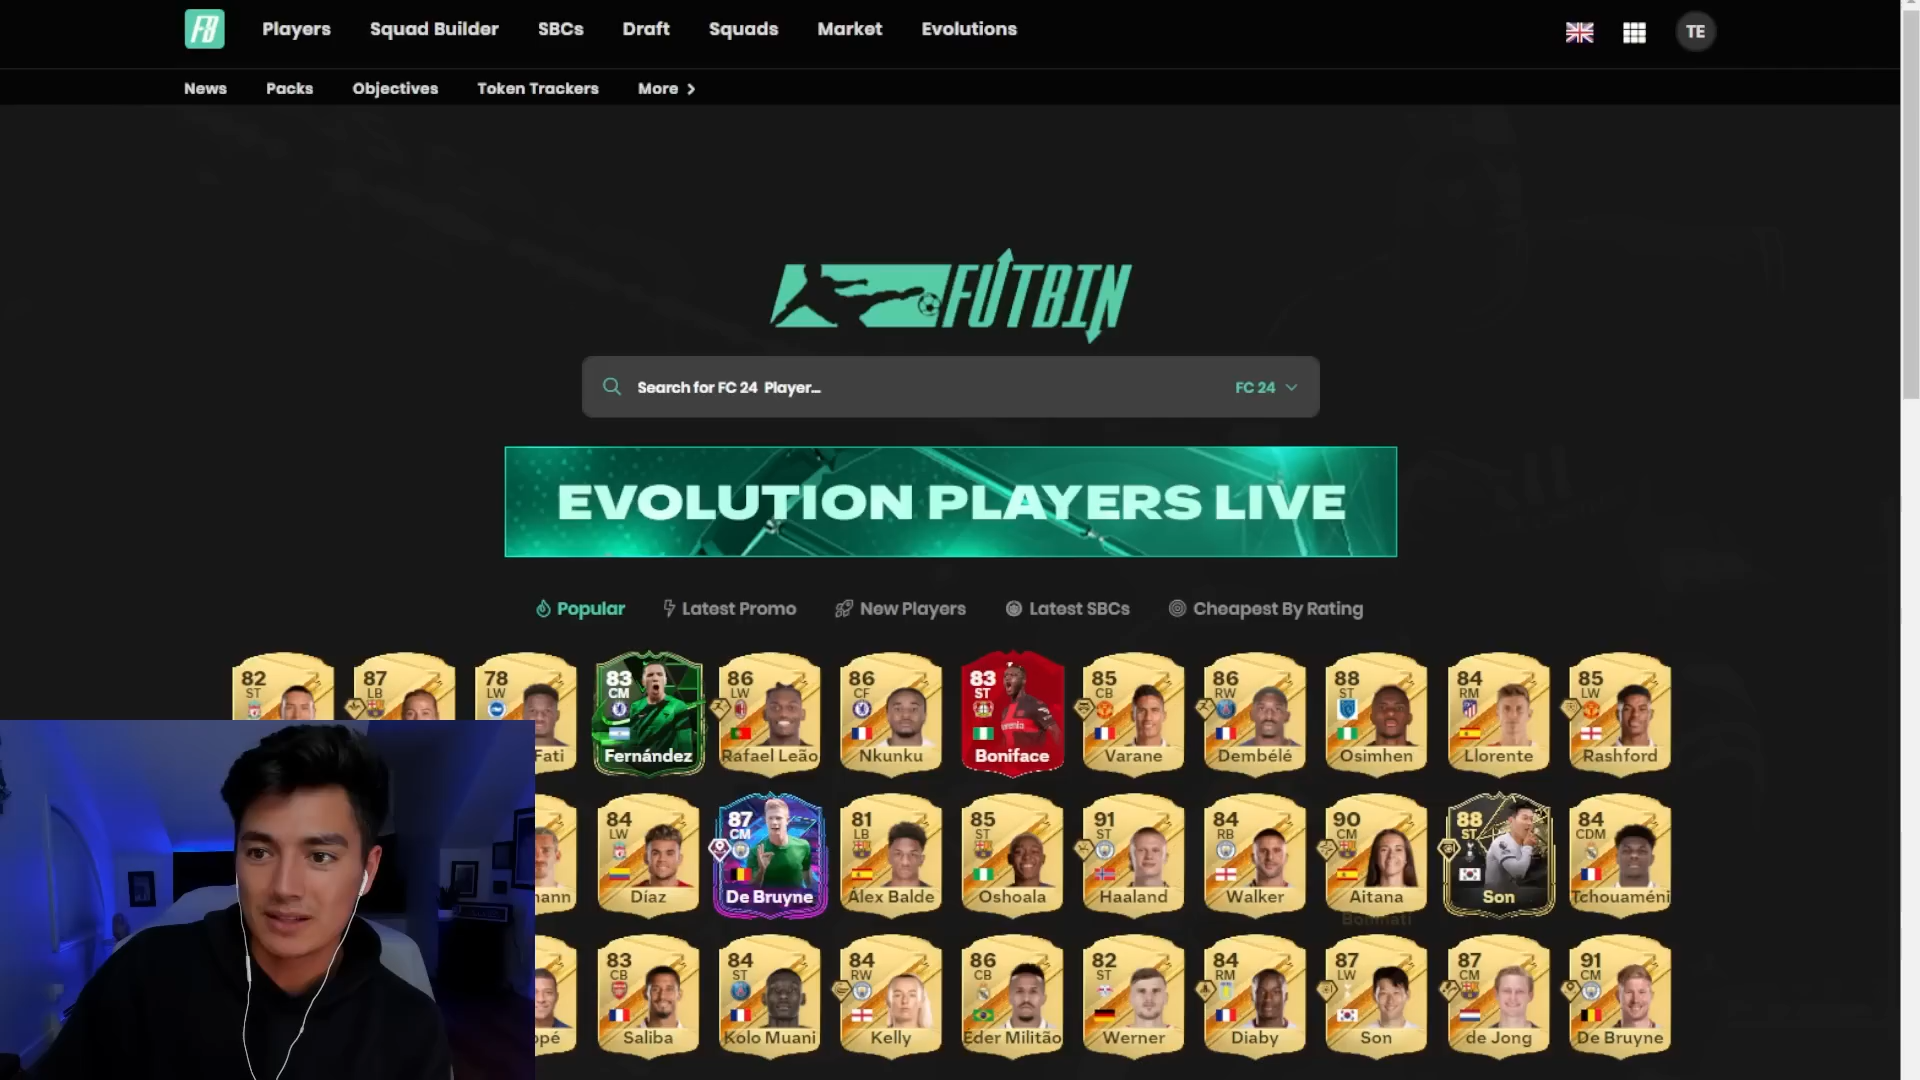 F8 Players Squad Builder SBCs Draft Squads Market Evolutions TE
News Packs Objectives Token Trackers More
FUTBIN
Search for FC 24 Player... FC 24
EVOLUTION PLAYERS LIVE
Popular Latest Promo New Players Latest SBCs Cheapest By Rating
82 ST
87 LB
78 LW Fati
83 CM Fernández
86 LW Rafael Leão
86 CF Nkunku
83 ST Boniface
85 CB Varane
86 RW Dembélé
88 ST Osimhen
84 RM Llorente
85 LW Rashford
mann
84 LW Díaz
87 CM De Bruyne
81 LB Álex Balde
85 ST Oshoala
91 ST Haaland
84 RB Walker
90 CM Aitana Bonmatí
88 ST Son
84 CDM Tchouaméni
ppé
83 CB Saliba
84 ST Kolo Muani
84 RW Kelly
86 CB Éder Militão
82 ST Werner
84 RM Diaby
87 LW Son
87 CM de Jong
91 CM De Bruyne